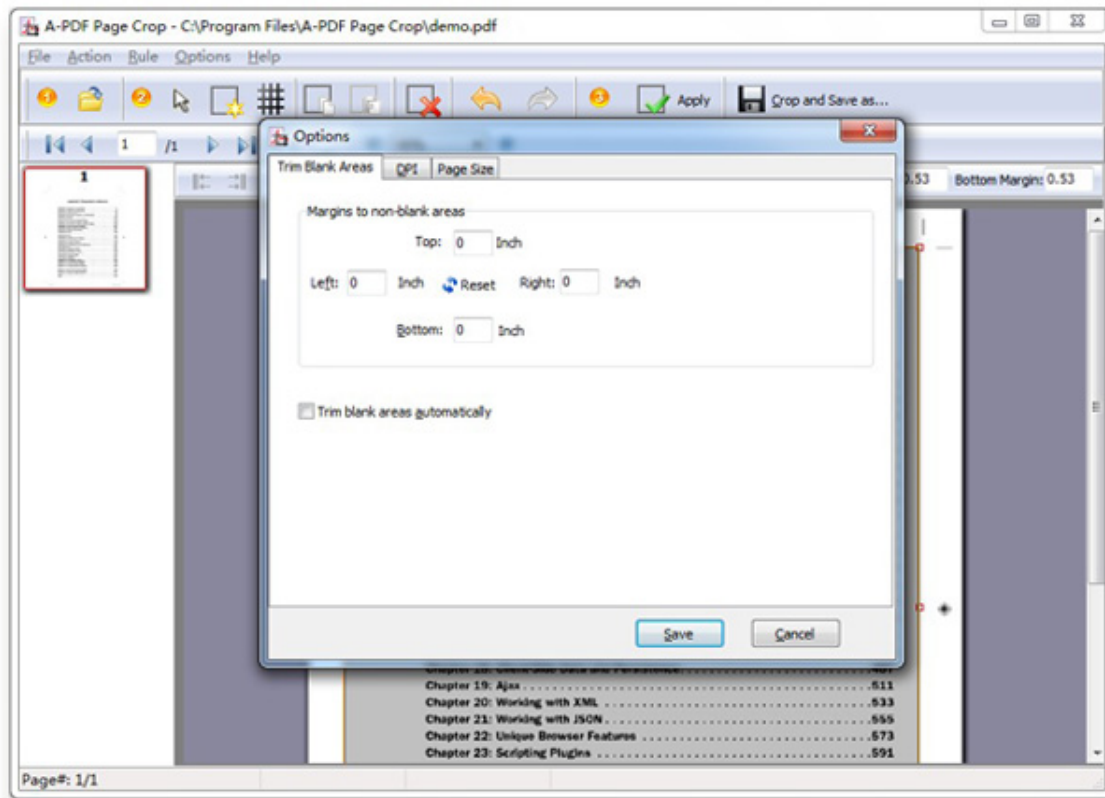 A-PDF Page Crop - C:\Program Files\A-PDF Page Crop\demo.pdf
File Action Rule Options Help
Apply Crop and Save as...
1 /1
Options
Trim Blank Areas DPI Page Size
1
0.53 Bottom Margin: 0.53
Margins to non-blank areas
Top: 0 Inch
Left: 0 Inch Reset Right: 0 Inch
Bottom: 0 Inch
Trim blank areas automatically
Save Cancel
Chapter 19: Ajax . . . . . . . . . . . . . . . . . . . . . . . . . . . . . . . . . . . . . . . . . . .511
Chapter 20: Working with XML . . . . . . . . . . . . . . . . . . . . . . . . . . . . . . . . .533
Chapter 21: Working with JSON . . . . . . . . . . . . . . . . . . . . . . . . . . . . . . . . .555
Chapter 22: Unique Browser Features . . . . . . . . . . . . . . . . . . . . . . . . . . . .573
Chapter 23: Scripting Plugins . . . . . . . . . . . . . . . . . . . . . . . . . . . . . . . . . .591
Page#: 1/1